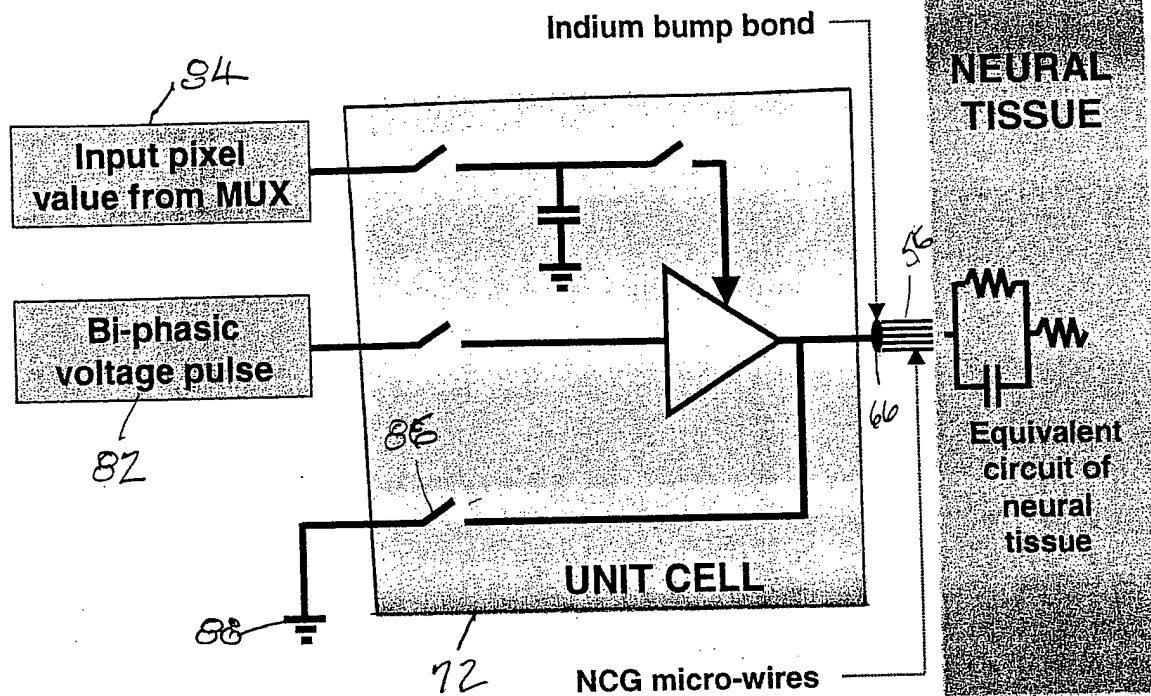 Indium bump bond
84
Input pixel
value from MUX
NEURAL
TISSUE
56
Bi-phasic
voltage pulse
82
86
66
Equivalent
circuit of
neural
tissue
UNIT CELL
88
72
NCG micro-wires